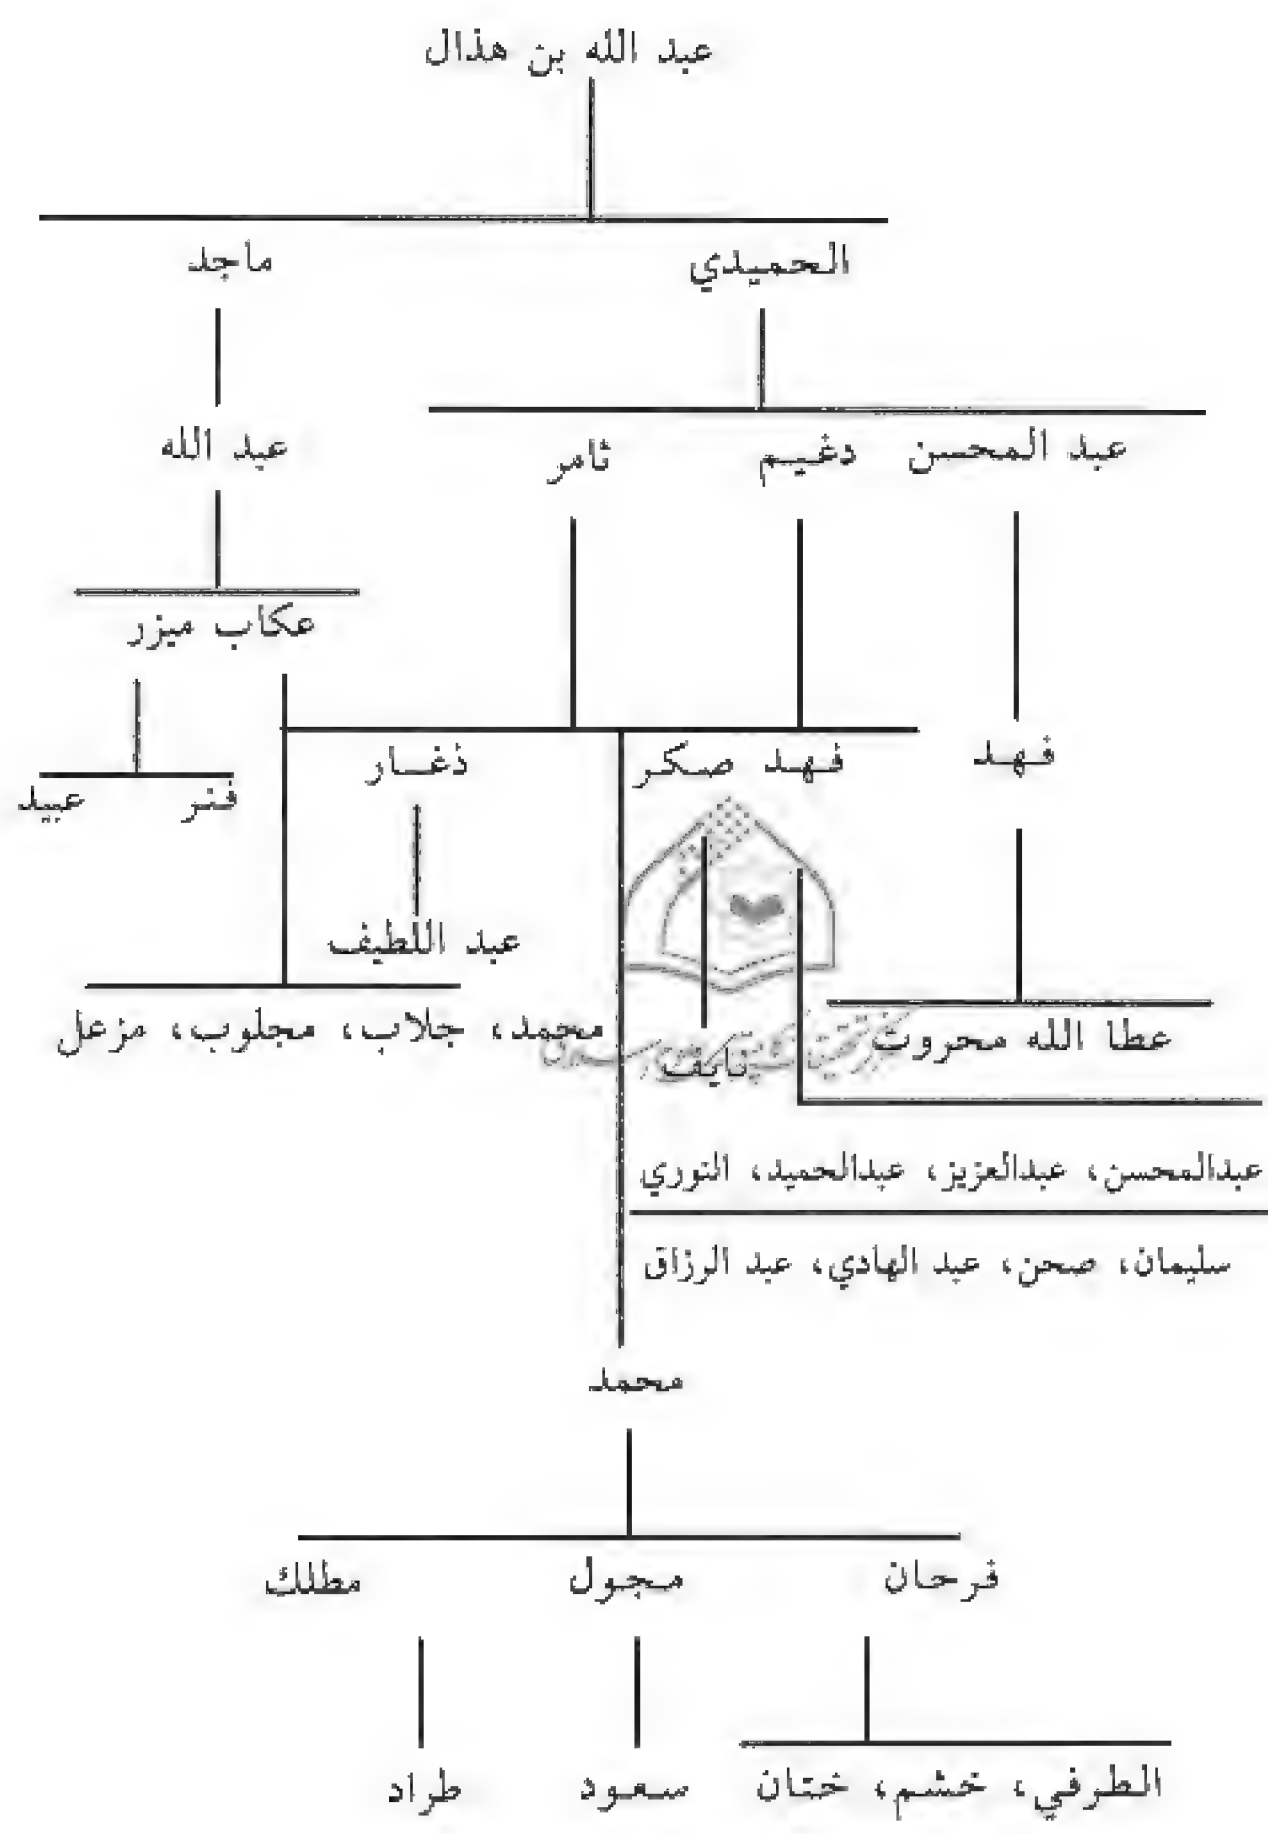 عبد الله بن هذال
الحميدي ماجد
عبد المحسن دغيم ثامر عبد الله
عكاب ميزر
فهد فهد صكر ذغار
فنر عبيد
عبد اللطيف
عطا الله محروت نايف محمد، جلاب، مجلوب، مزعل
عبدالمحسن، عبدالعزيز، عبدالحميد، النوري
سليمان، صحن، عبد الهادي، عبد الرزاق
محمد
فرحان مجول مطلك
الطرفي، خشم، ختان سعود طراد